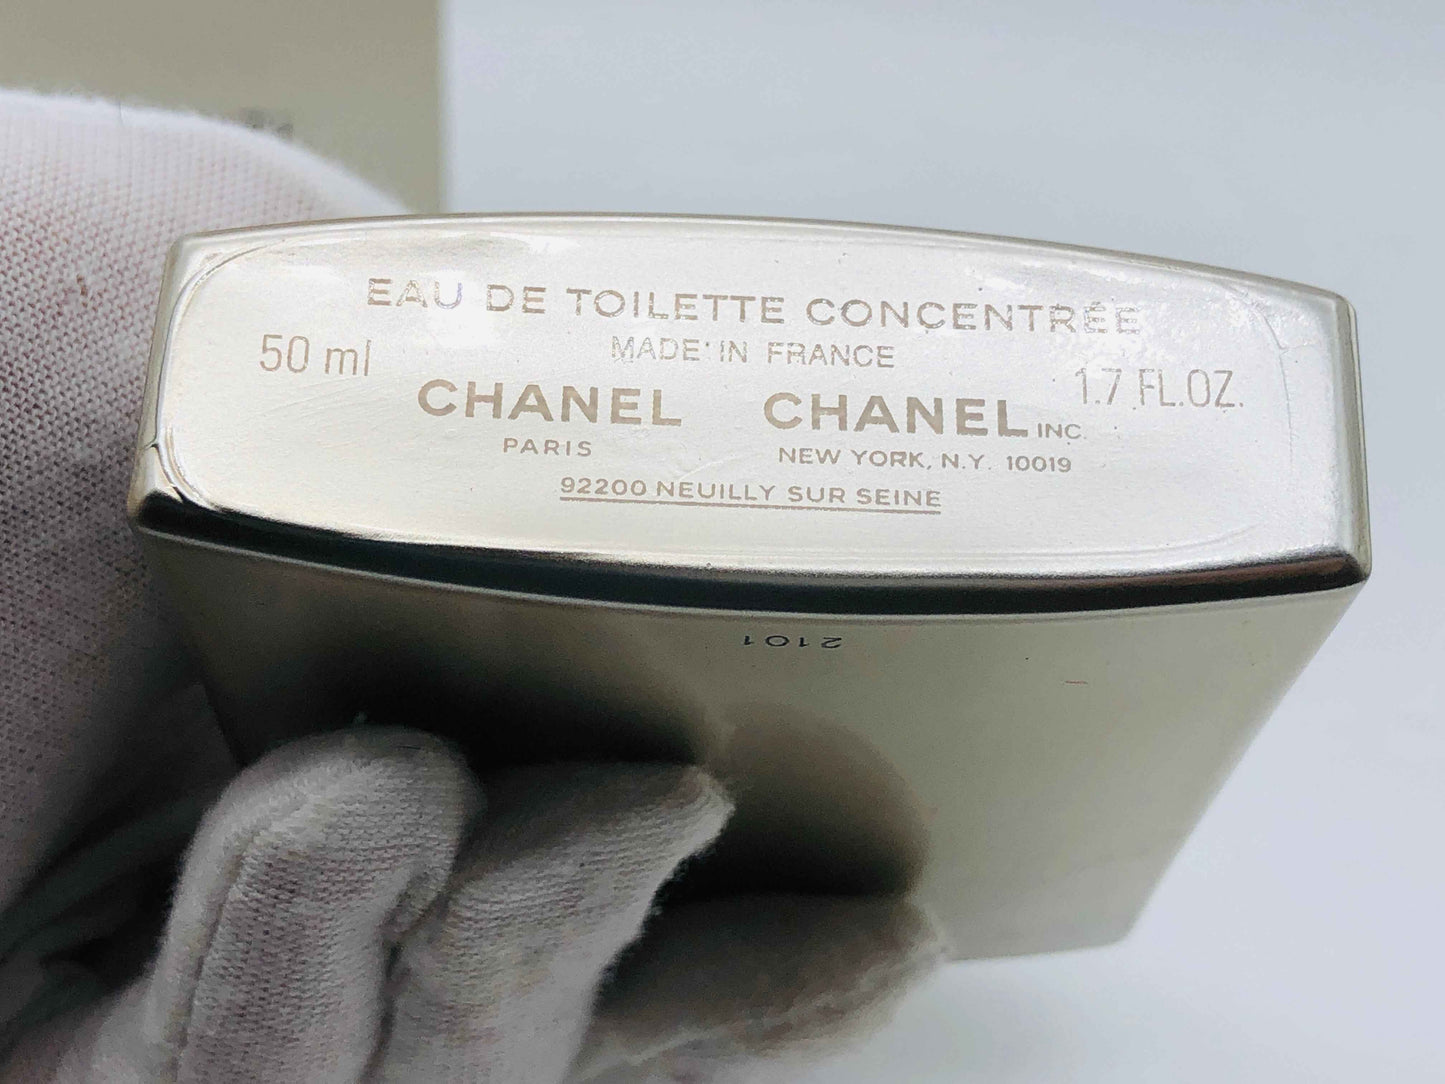 EAU DE TOILETTE CONCENTRÉE
50 ml
MADE IN FRANCE
1.7 FL.OZ.
CHANEL
PARIS
CHANEL INC.
NEW YORK, N.Y. 10019
92200 NEUILLY SUR SEINE
2101